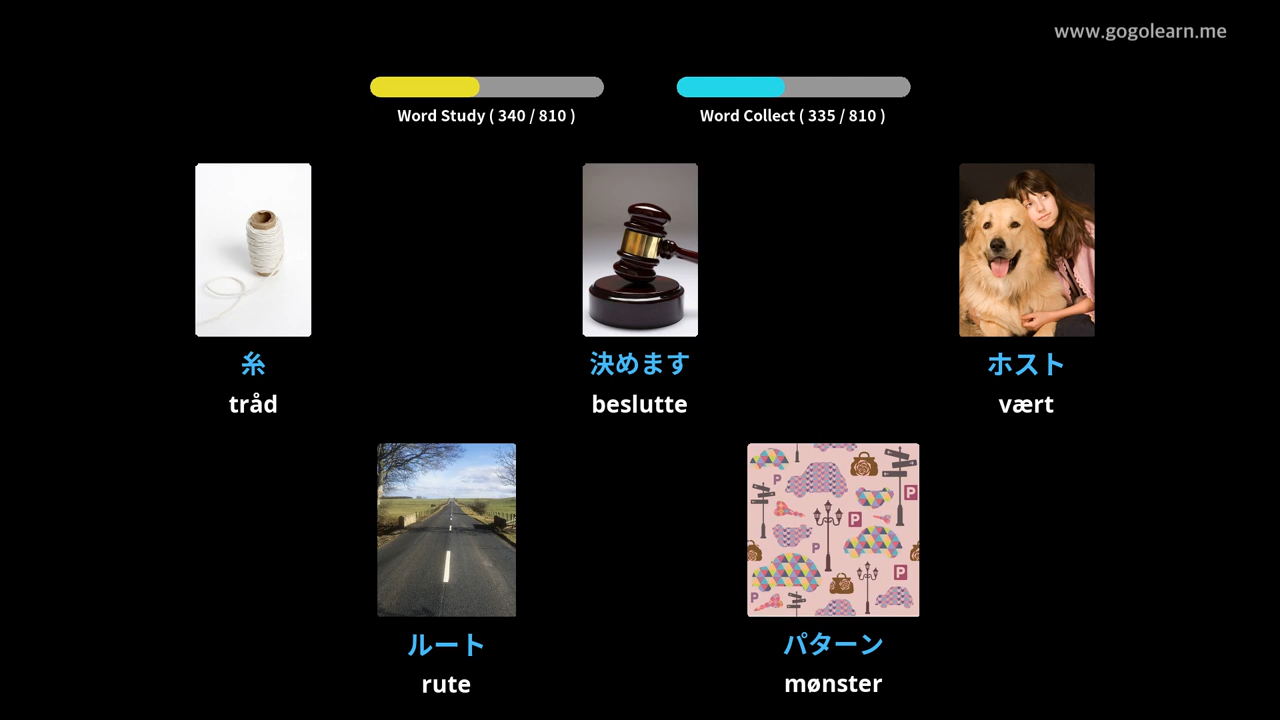 www.gogolearn.me
Word Study ( 340 / 810 )
Word Collect ( 335 / 810 )
糸
tråd
決めます
beslutte
ホスト
vært
ルート
rute
パターン
mønster
P
P
P
P
P
P